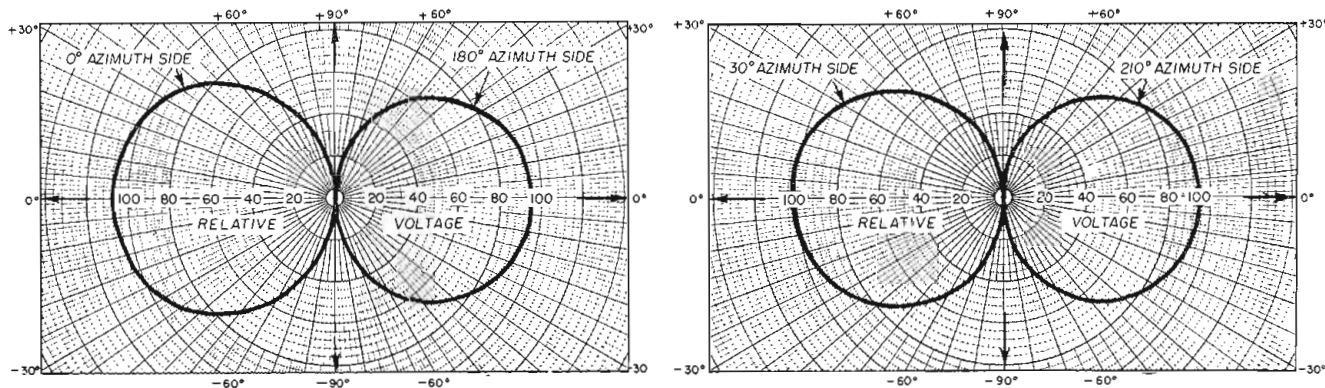 +60° +90° +60°
+30°
0° AZIMUTH SIDE 180° AZIMUTH SIDE
0° 100 80 60 40 20 20 40 60 80 100 0°
RELATIVE VOLTAGE
-30° -30
-60° -90° -60°
+60° +90° +60°
+30° +30°
30° AZIMUTH SIDE 210° AZIMUTH SIDE
0° 100 80 60 40 20 20 40 60 80 100 0°
RELATIVE VOLTAGE
-30° -30°
-60° -90° -60°